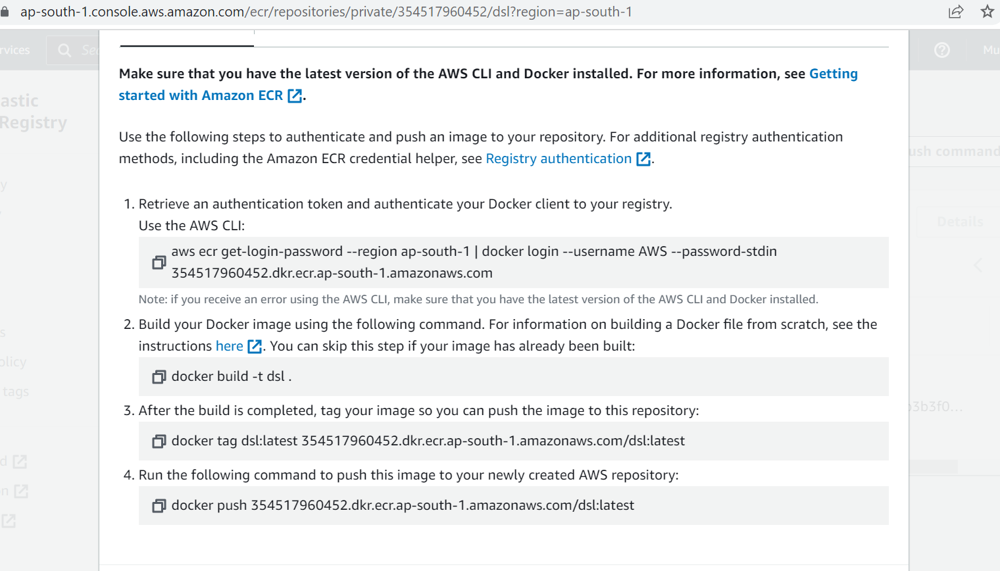 ap-south-1.console.aws.amazon.com/ecr/repositories/private/354517960452/dsl?region=ap-south-1
Make sure that you have the latest version of the AWS CLI and Docker installed. For more information, see Getting
started with Amazon ECR.
Use the following steps to authenticate and push an image to your repository. For additional registry authentication
methods, including the Amazon ECR credential helper, see Registry authentication.
1. Retrieve an authentication token and authenticate your Docker client to your registry.
Use the AWS CLI:
aws ecr get-login-password --region ap-south-1 | docker login --username AWS --password-stdin
354517960452.dkr.ecr.ap-south-1.amazonaws.com
Note: if you receive an error using the AWS CLI, make sure that you have the latest version of the AWS CLI and Docker installed.
2. Build your Docker image using the following command. For information on building a Docker file from scratch, see the
instructions here. You can skip this step if your image has already been built:
docker build -t dsl .
3. After the build is completed, tag your image so you can push the image to this repository:
docker tag dsl:latest 354517960452.dkr.ecr.ap-south-1.amazonaws.com/dsl:latest
4. Run the following command to push this image to your newly created AWS repository:
docker push 354517960452.dkr.ecr.ap-south-1.amazonaws.com/dsl:latest
rvices
Sea
Mu
astic
Registry
y
ush command
Details
s
olicy
tags
b3b3f0...
d
n